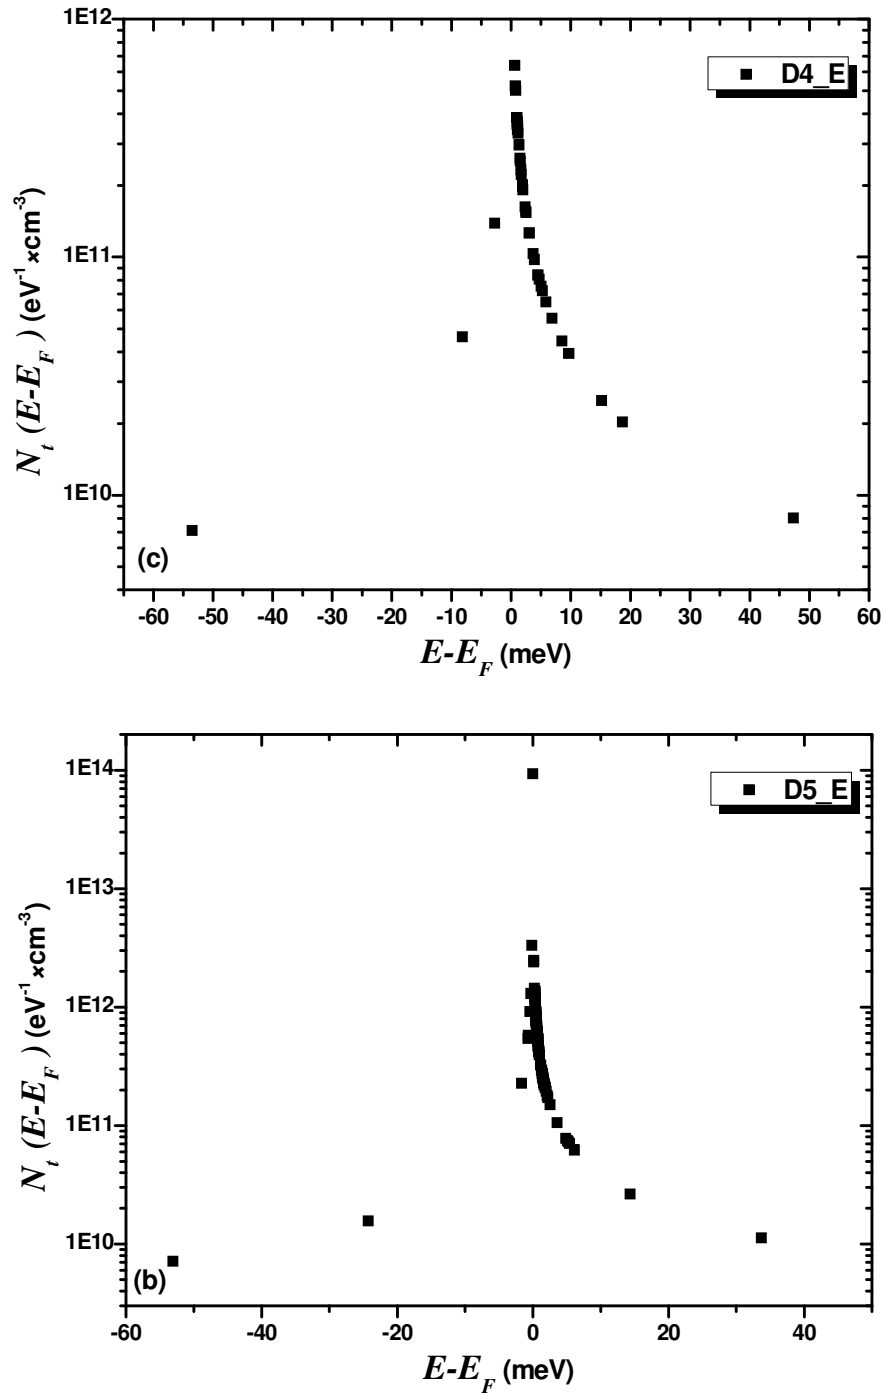 1E12
D4_E
1E11
1E10
N_t (E-E_F) (eV⁻¹×cm⁻³)
(c)
-60 -50 -40 -30 -20 -10 0 10 20 30 40 50 60
E-E_F (meV)
1E14
D5_E
1E13
1E12
1E11
1E10
N_t (E-E_F) (eV⁻¹×cm⁻³)
(b)
-60 -40 -20 0 20 40
E-E_F (meV)